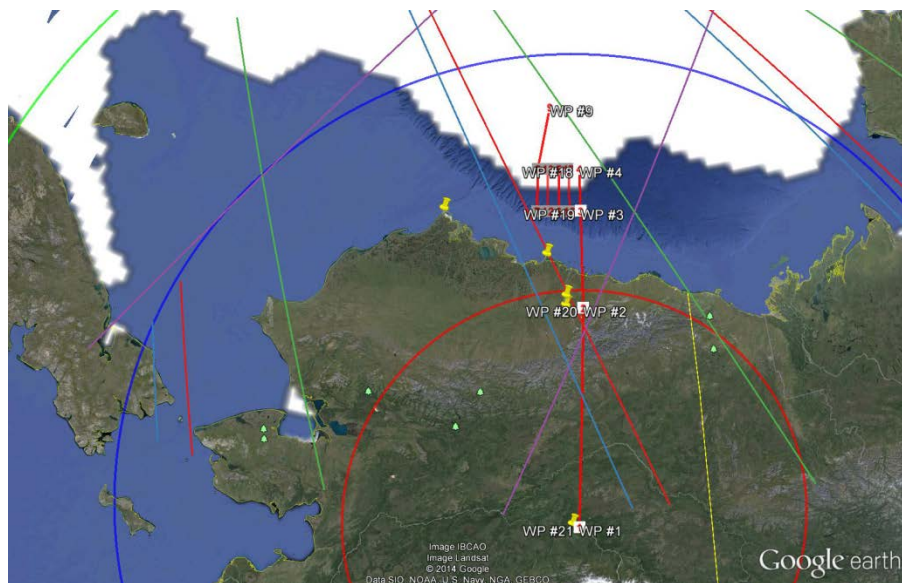 WP #9
WP #18 WP #4
WP #19 WP #3
WP #20 WP #2
WP #21 WP #1
Image IBCAO
Image Landsat
© 2014 Google
Data SIO, NOAA, U.S. Navy, NGA, GEBCO
Google earth